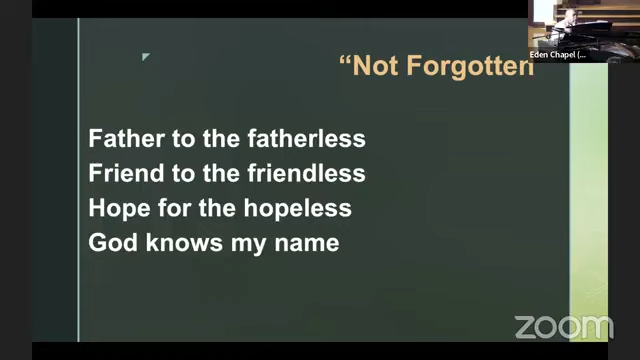 Eden Chapel (...
“Not Forgotten
Father to the fatherless
Friend to the friendless
Hope for the hopeless
God knows my name
zoom